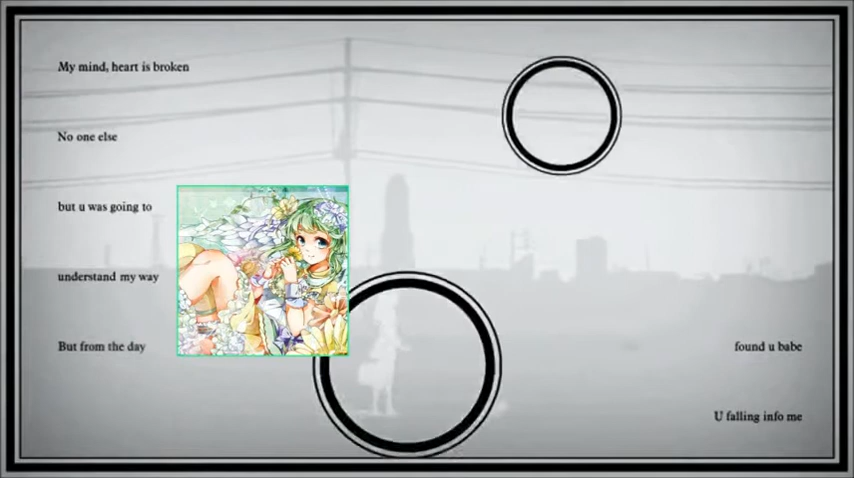 My mind, heart is broken
No one else
but u was going to
understand my way
But from the day
found u babe
U falling info me